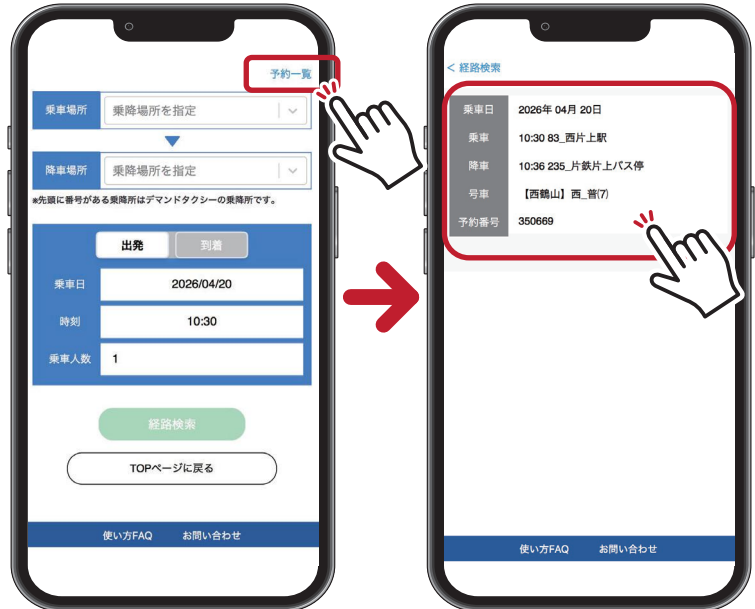 予約一覧
乗車場所 乗降場所を指定
降車場所 乗降場所を指定
※先頭に番号がある乗降所はデマンドタクシーの乗降所です。
出発 到着
乗車日 2026/04/20
時刻 10:30
乗車人数 1
経路検索
TOPページに戻る
使い方FAQ お問い合わせ
< 経路検索
乗車日 2026年 04月 20日
乗車 10:30 83_西片上駅
降車 10:36 235_片鉄片上バス停
号車 【西鶴山】西_普(7)
予約番号 350669
使い方FAQ お問い合わせ